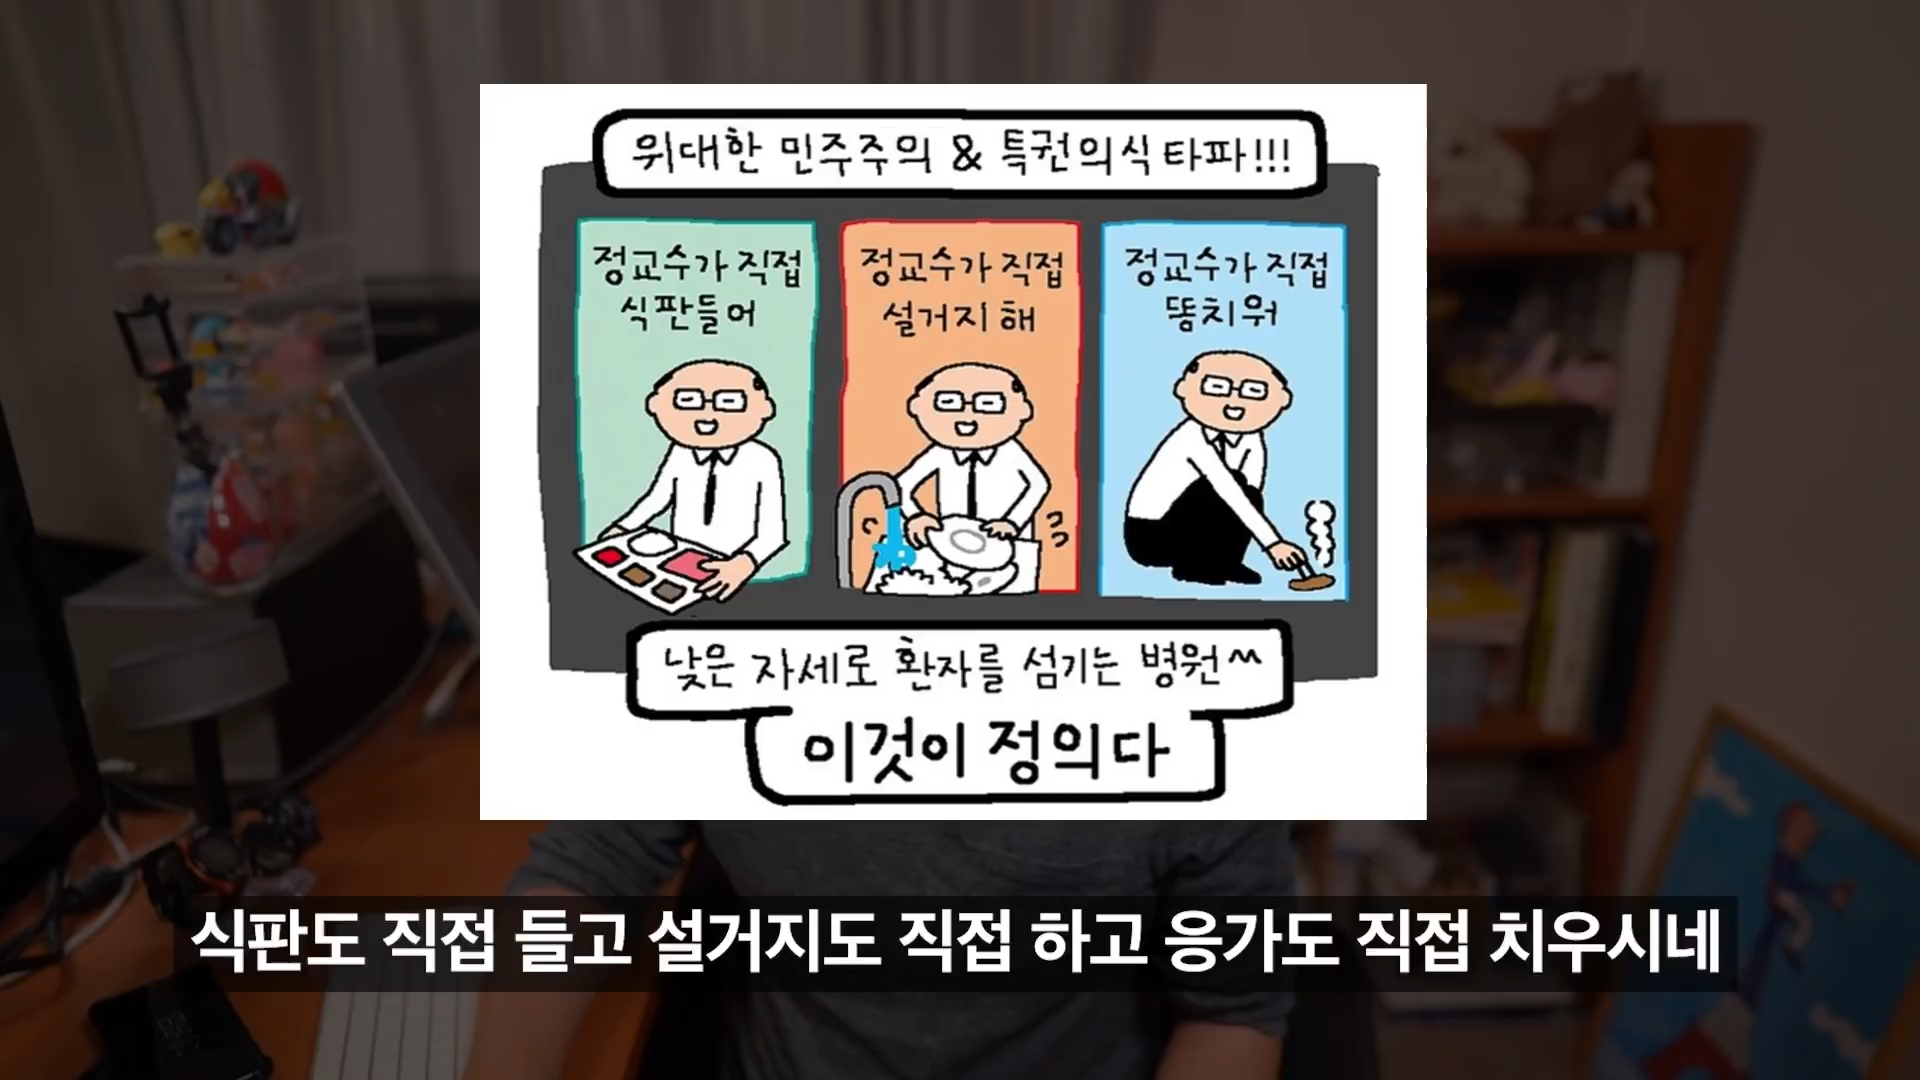 위대한 민주주의 & 특권의식 타파!!!
정교수가 직접
식판들어
정교수가 직접
설거지 해
정교수가 직접
똥치워
낮은 자세로 환자를 섬기는 병원^^
이것이 정의다
식판도 직접 들고 설거지도 직접 하고 응가도 직접 치우시네